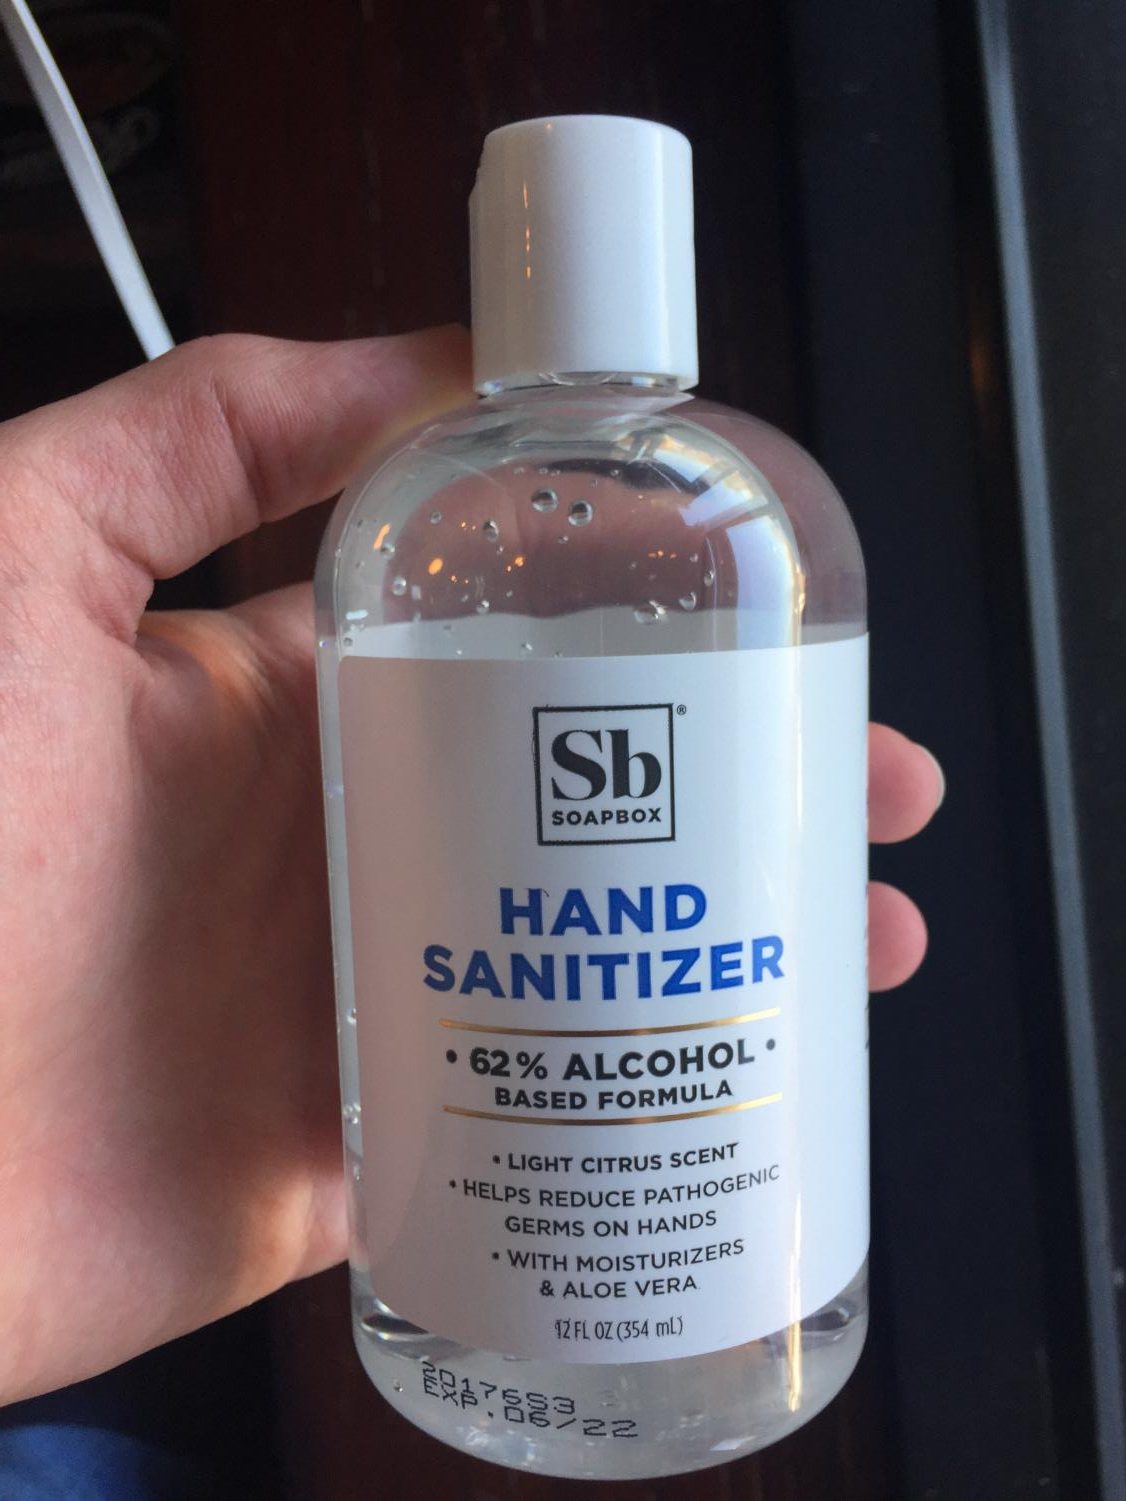 Sb®
SOAPBOX
HAND
SANITIZER
• 62% ALCOHOL •
BASED FORMULA
• LIGHT CITRUS SCENT
• HELPS REDUCE PATHOGENIC
GERMS ON HANDS
• WITH MOISTURIZERS
& ALOE VERA
12 FL OZ (354 mL)
20176S3
EXP. 06/22